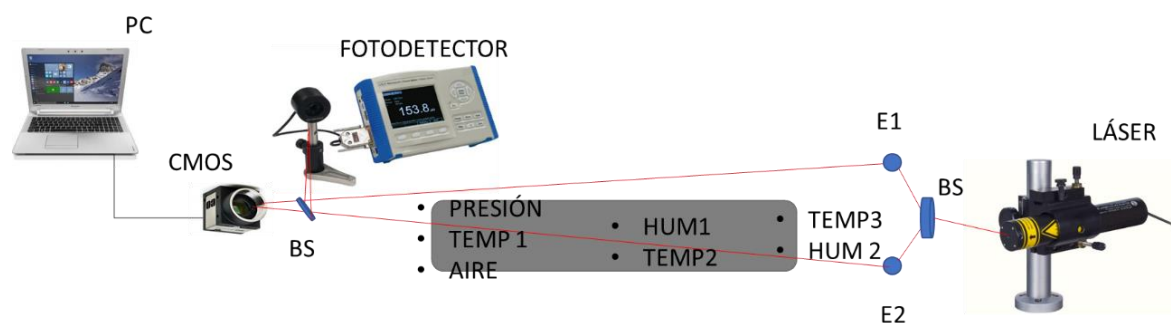 PC
FOTODETECTOR
153.8
E1
LÁSER
CMOS
BS
BS
• PRESIÓN
• TEMP 1
• AIRE
• HUM1
• TEMP2
• TEMP3
• HUM 2
E2